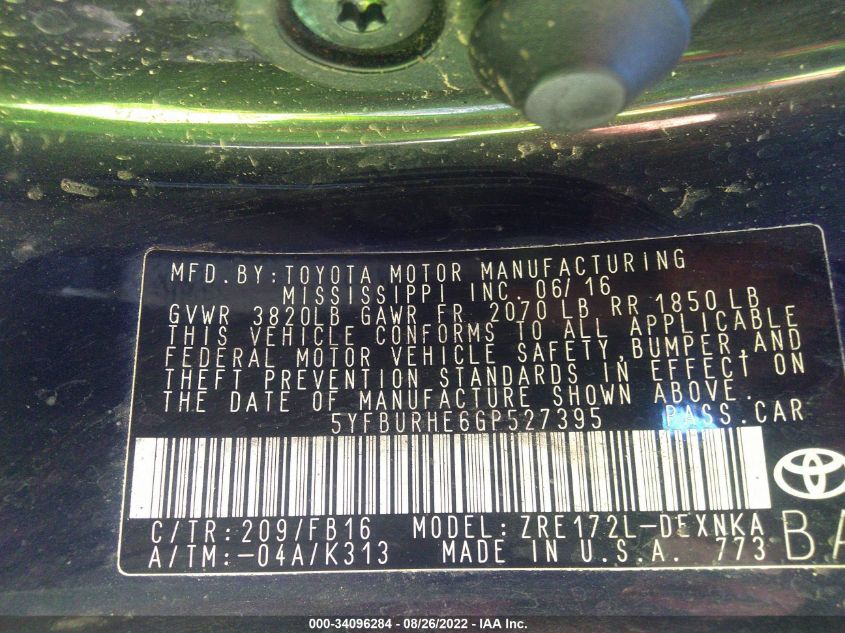 MFD.BY:TOYOTA MOTOR MANUFACTURING
MISSISSIPPI INC. 06/16
GVWR 3820LB GAWR FR 2070 LB RR 1850 LB
THIS VEHICLE CONFORMS TO ALL APPLICABLE
FEDERAL MOTOR VEHICLE SAFETY,BUMPER,AND
THEFT PREVENTION STANDARDS IN EFFECT ON
THE DATE OF MANUFACTURE SHOWN ABOVE.
5YFBURHE6GP527395 PASS.CAR
C/TR:209/FB16 MODEL:ZRE172L-DEXNKA
A/TM:-04A/K313 MADE IN U.S.A. 773
BA
000-34096284 - 08/26/2022 - IAA Inc.